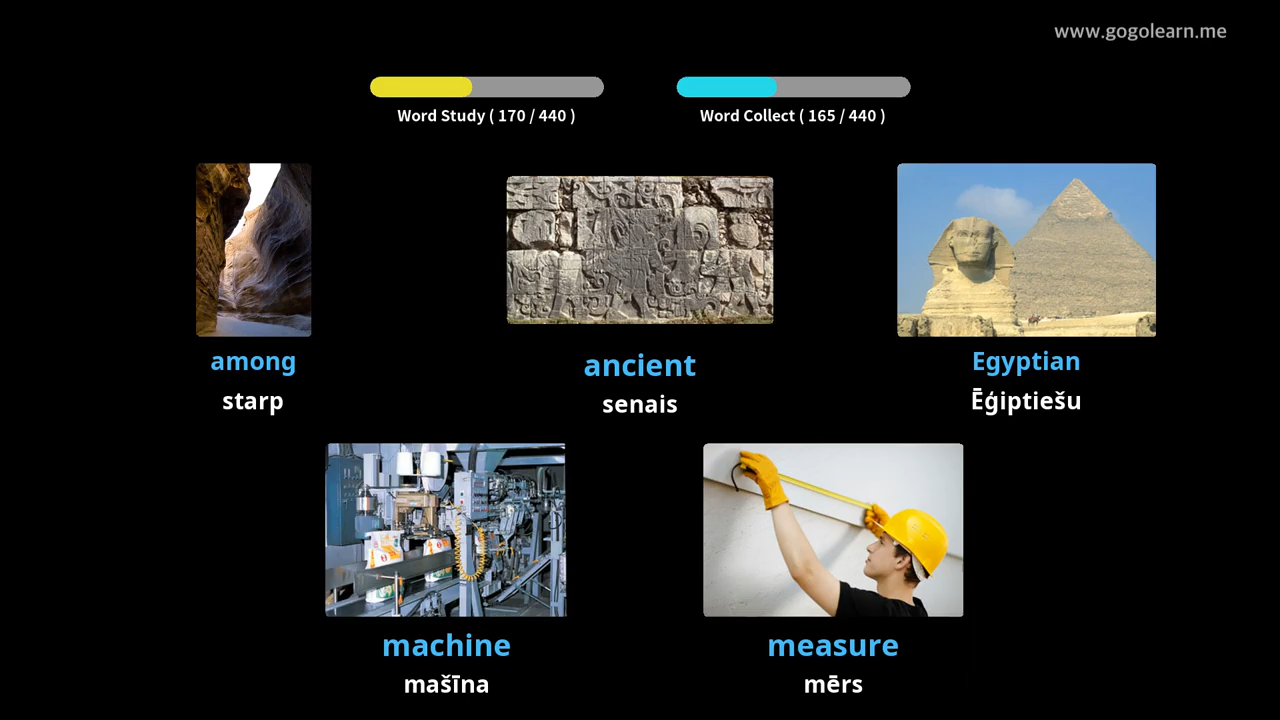 www.gogolearn.me
Word Study ( 170 / 440 )
Word Collect ( 165 / 440 )
among
starp
ancient
senais
Egyptian
Ēģiptiešu
machine
mašīna
measure
mērs